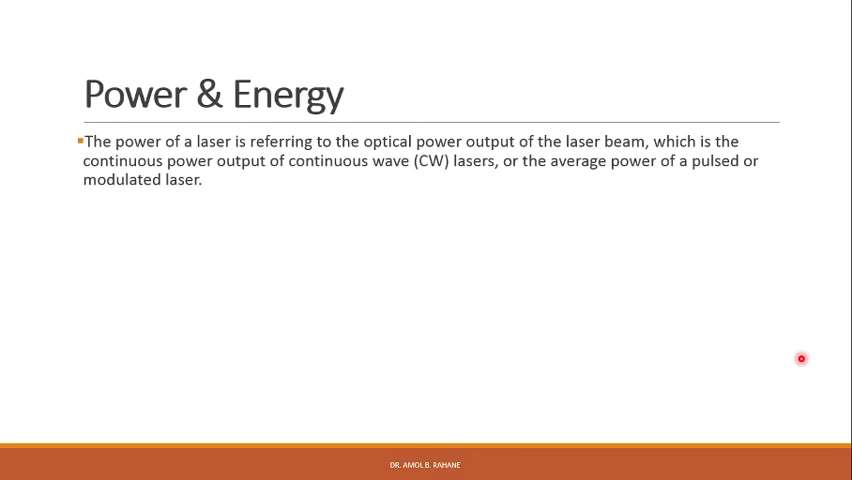 Power & Energy
The power of a laser is referring to the optical power output of the laser beam, which is the
continuous power output of continuous wave (CW) lasers, or the average power of a pulsed or
modulated laser.
DR. AMOL B. RAHANE